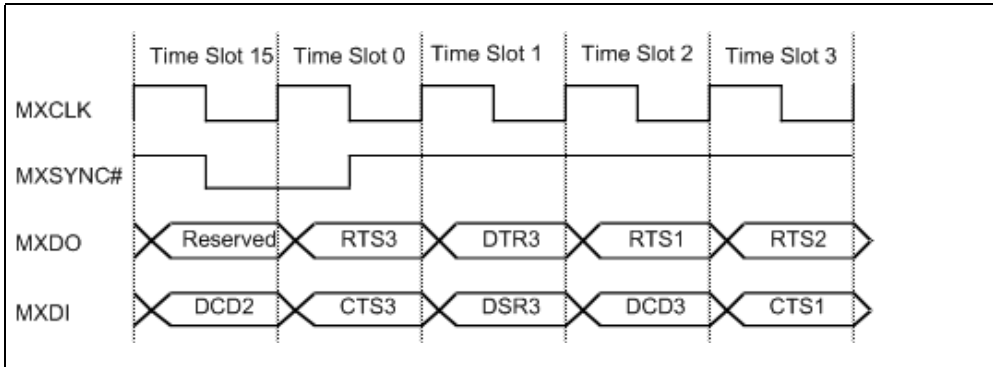 Time Slot 15 Time Slot 0 Time Slot 1 Time Slot 2 Time Slot 3
MXCLK
MXSYNC#
MXDO Reserved RTS3 DTR3 RTS1 RTS2
MXDI DCD2 CTS3 DSR3 DCD3 CTS1